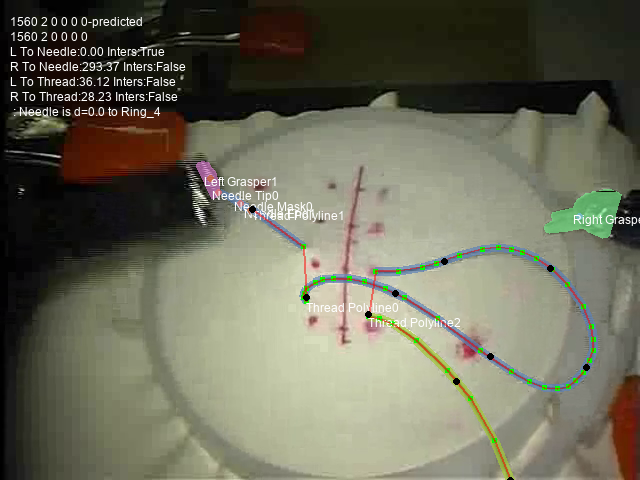 1560 2 0 0 0 0-predicted
1560 2 0 0 0 0
L To Needle:0.00 Inters:True
R To Needle:293.37 Inters:False
L To Thread:36.12 Inters:False
R To Thread:28.23 Inters:False
: Needle is d=0.0 to Ring_4
Left Grasper1
Needle Tip0
Needle Mask0
Thread Polyline1
Right Graspe
Thread Polyline0
Thread Polyline2